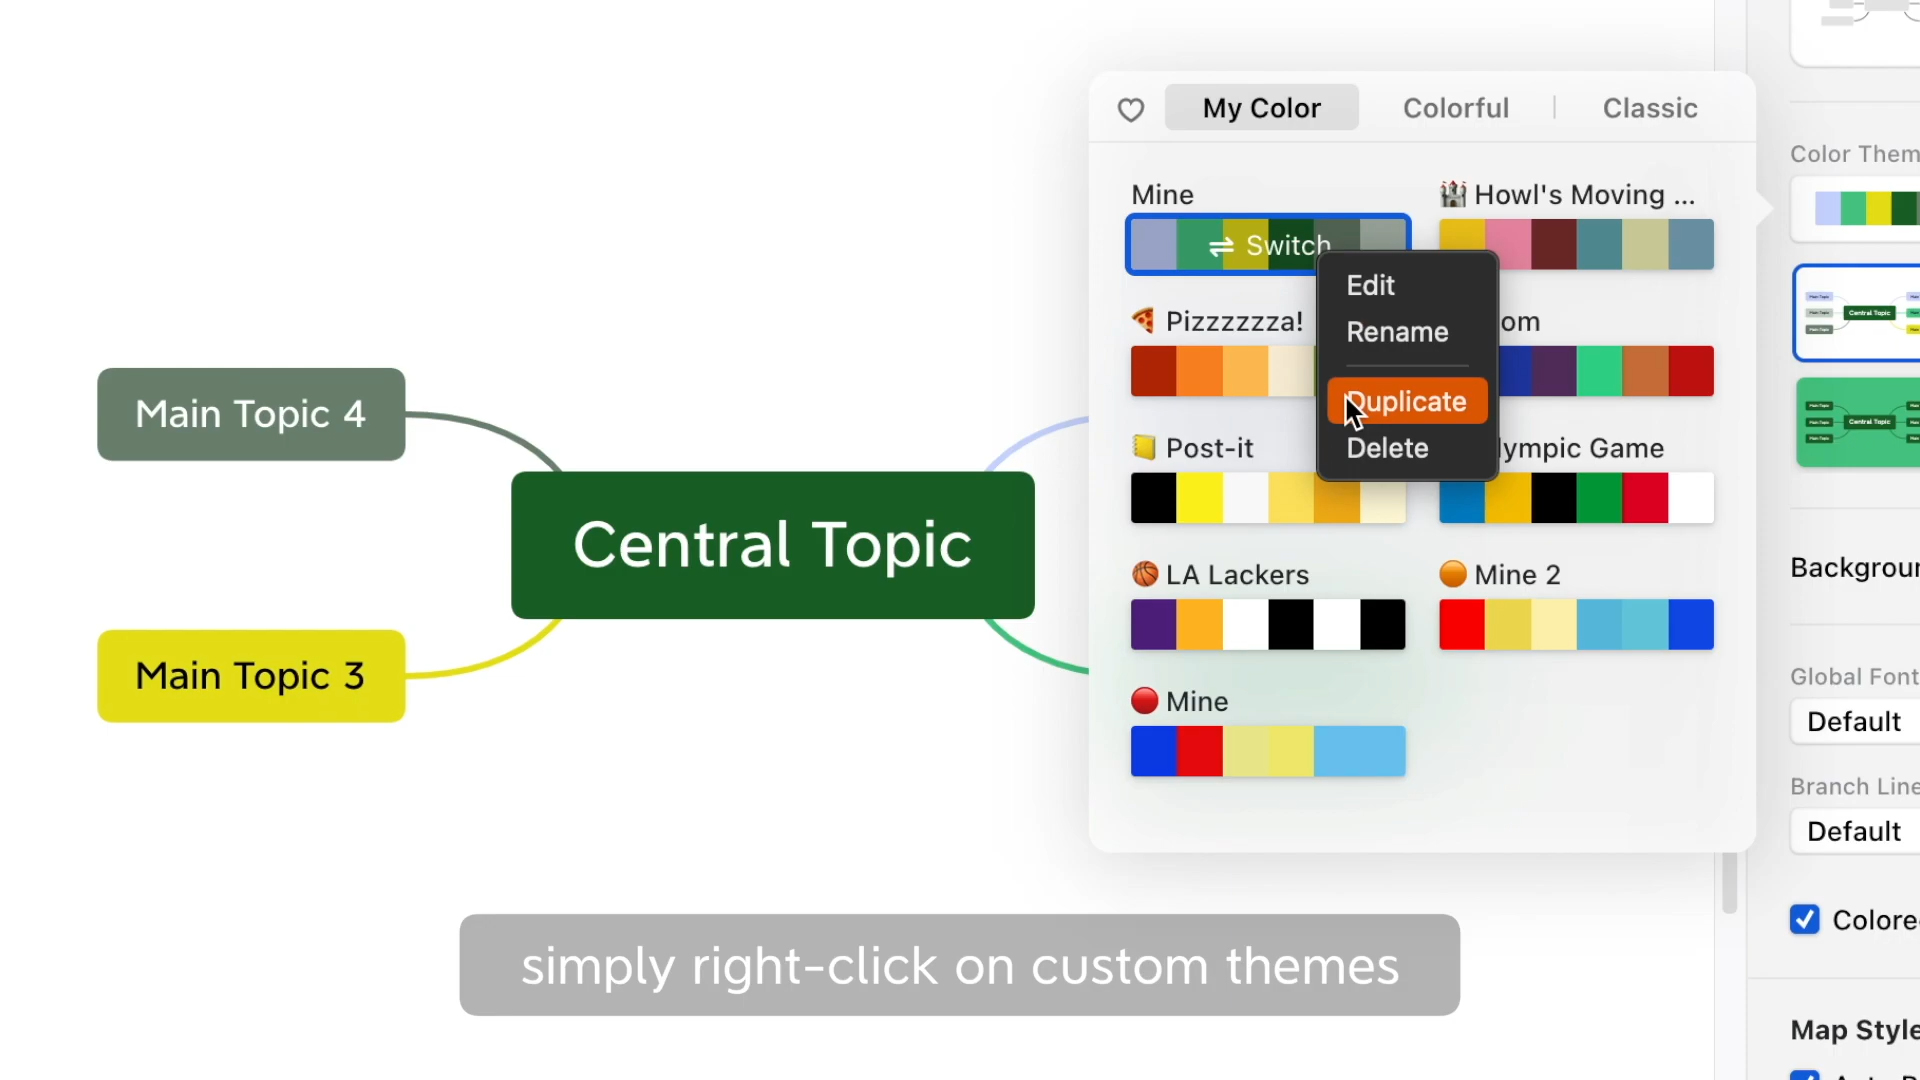 My Color
Colorful
Classic
Color Them
Mine
Howl's Moving ...
Switch
Edit
Rename
Duplicate
Delete
Pizzzzzza!
om
Post-it
lympic Game
LA Lackers
Mine 2
Mine
Main Topic 4
Central Topic
Main Topic 3
Central Topic
Central Topic
Backgroun
Global Font
Default
Branch Line
Default
Colore
Map Style
simply right-click on custom themes